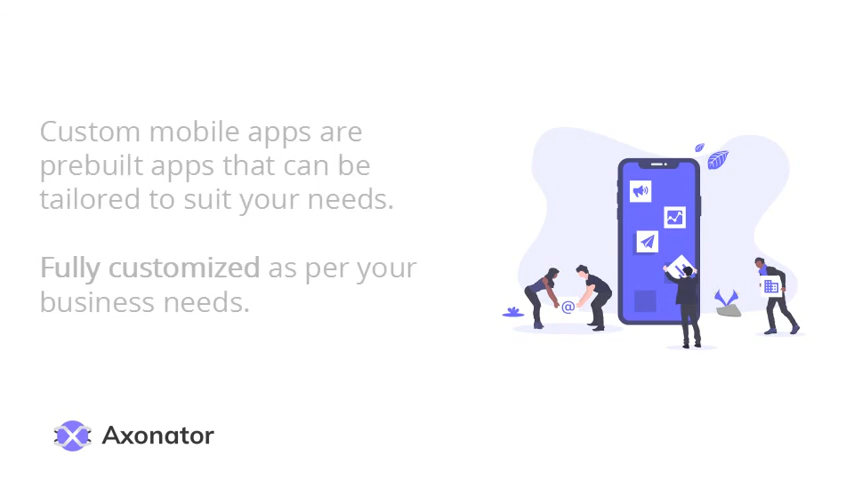 Custom mobile apps are
prebuilt apps that can be
tailored to suit your needs.
Fully customized as per your
business needs.
@
Axonator